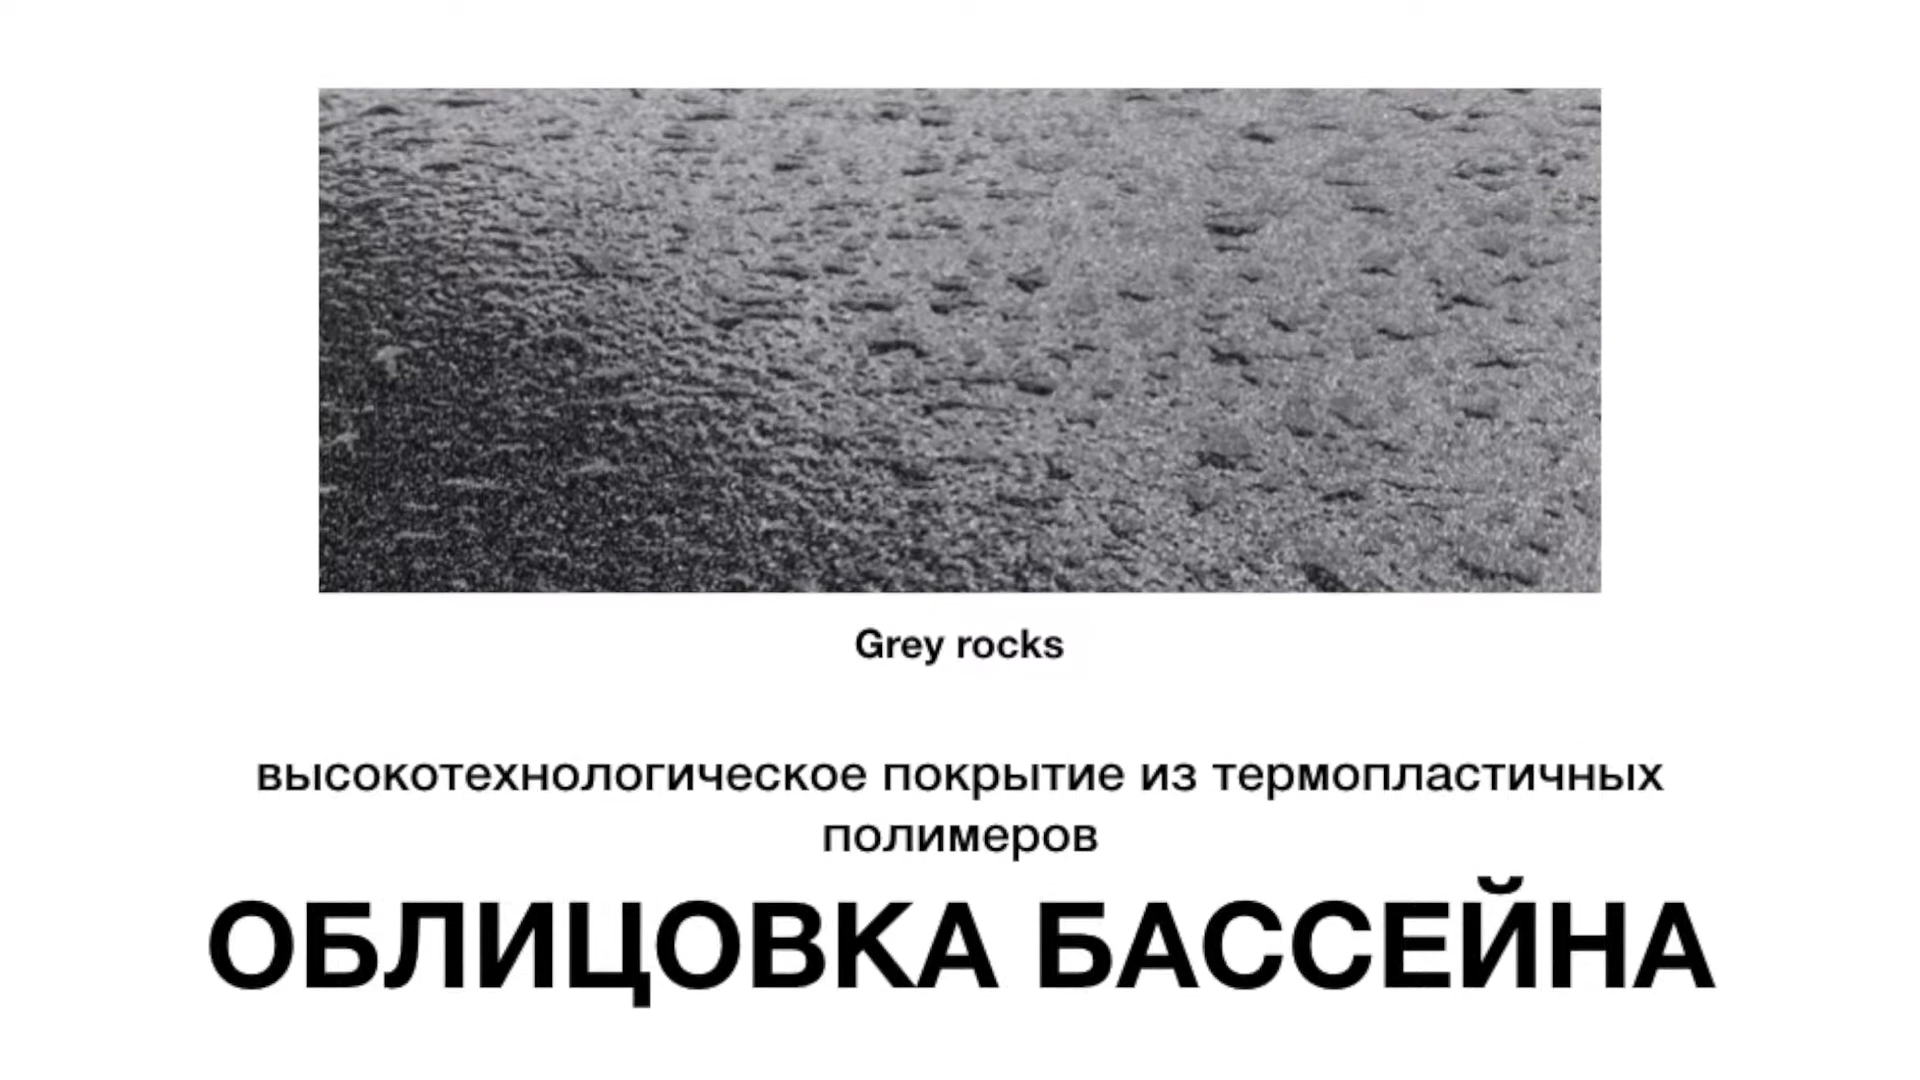 Grey rocks
высокотехнологическое покрытие из термопластичных
полимеров
ОБЛИЦОВКА БАССЕЙНА